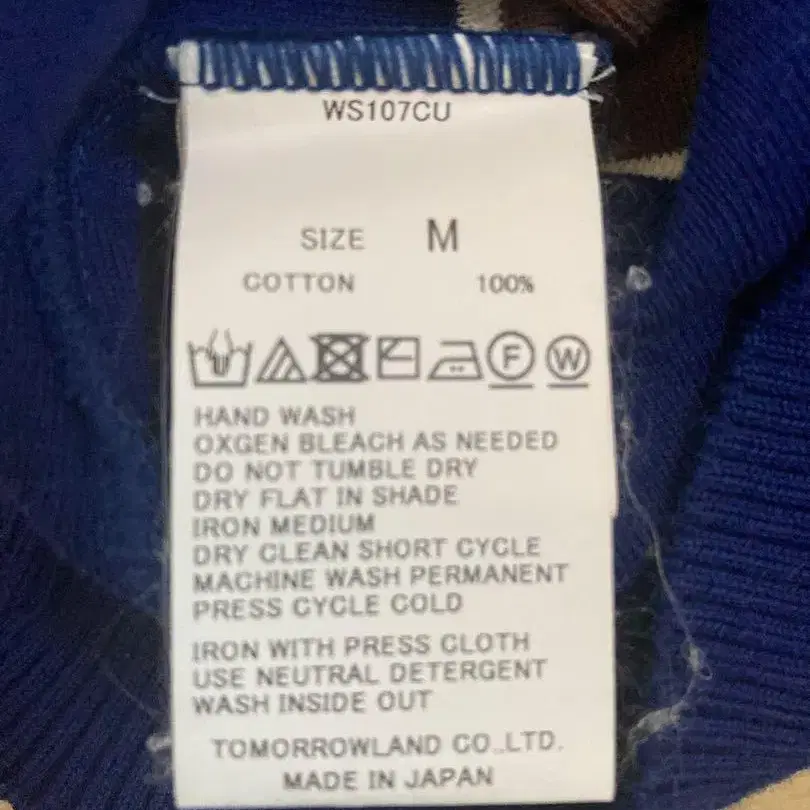 WS107CU
SIZE M
COTTON 100%
F W
HAND WASH
OXGEN BLEACH AS NEEDED
DO NOT TUMBLE DRY
DRY FLAT IN SHADE
IRON MEDIUM
DRY CLEAN SHORT CYCLE
MACHINE WASH PERMANENT
PRESS CYCLE COLD
IRON WITH PRESS CLOTH
USE NEUTRAL DETERGENT
WASH INSIDE OUT
TOMORROWLAND CO.,LTD.
MADE IN JAPAN